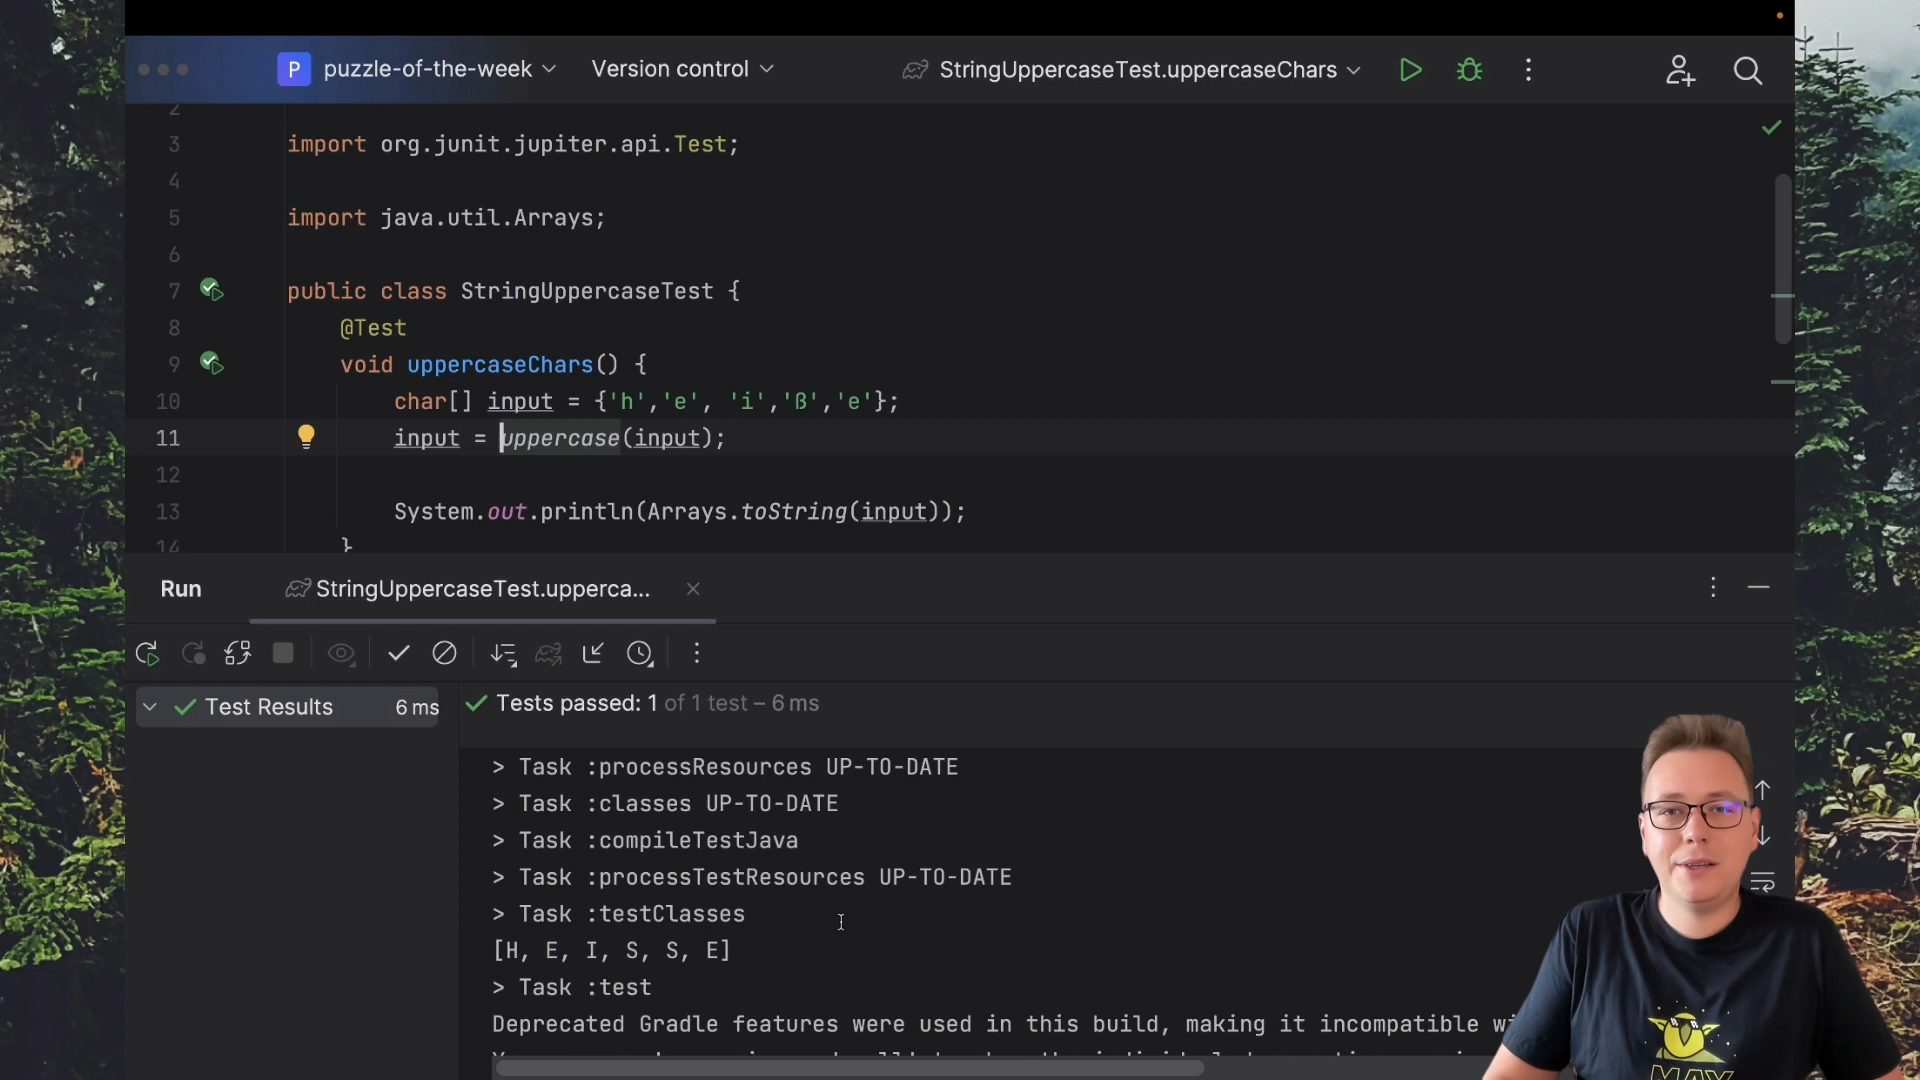 P puzzle-of-the-week Version control StringUppercaseTest.uppercaseChars
2
3 import org.junit.jupiter.api.Test;
4
5 import java.util.Arrays;
6
7 public class StringUppercaseTest {
8 @Test
9 void uppercaseChars() {
10 char[] input = {'h','e', 'i','ß','e'};
11 input = uppercase(input);
12
13 System.out.println(Arrays.toString(input));
14 }
Run StringUppercaseTest.upperca...
Test Results 6 ms
Tests passed: 1 of 1 test – 6 ms
> Task :processResources UP-TO-DATE
> Task :classes UP-TO-DATE
> Task :compileTestJava
> Task :processTestResources UP-TO-DATE
> Task :testClasses
[H, E, I, S, S, E]
> Task :test
Deprecated Gradle features were used in this build, making it incompatible
MAX